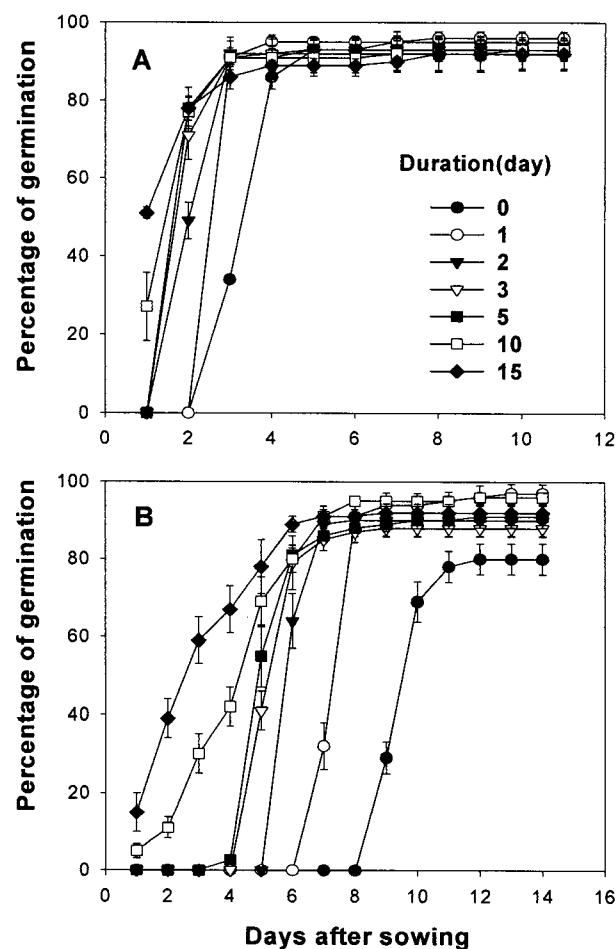 A
Percentage of germination
100
80
60
40
20
0
Duration(day)
0
1
2
3
5
10
15
0 2 4 6 8 10 12
B
Percentage of germination
100
80
60
40
20
0
0 2 4 6 8 10 12 14 16
Days after sowing